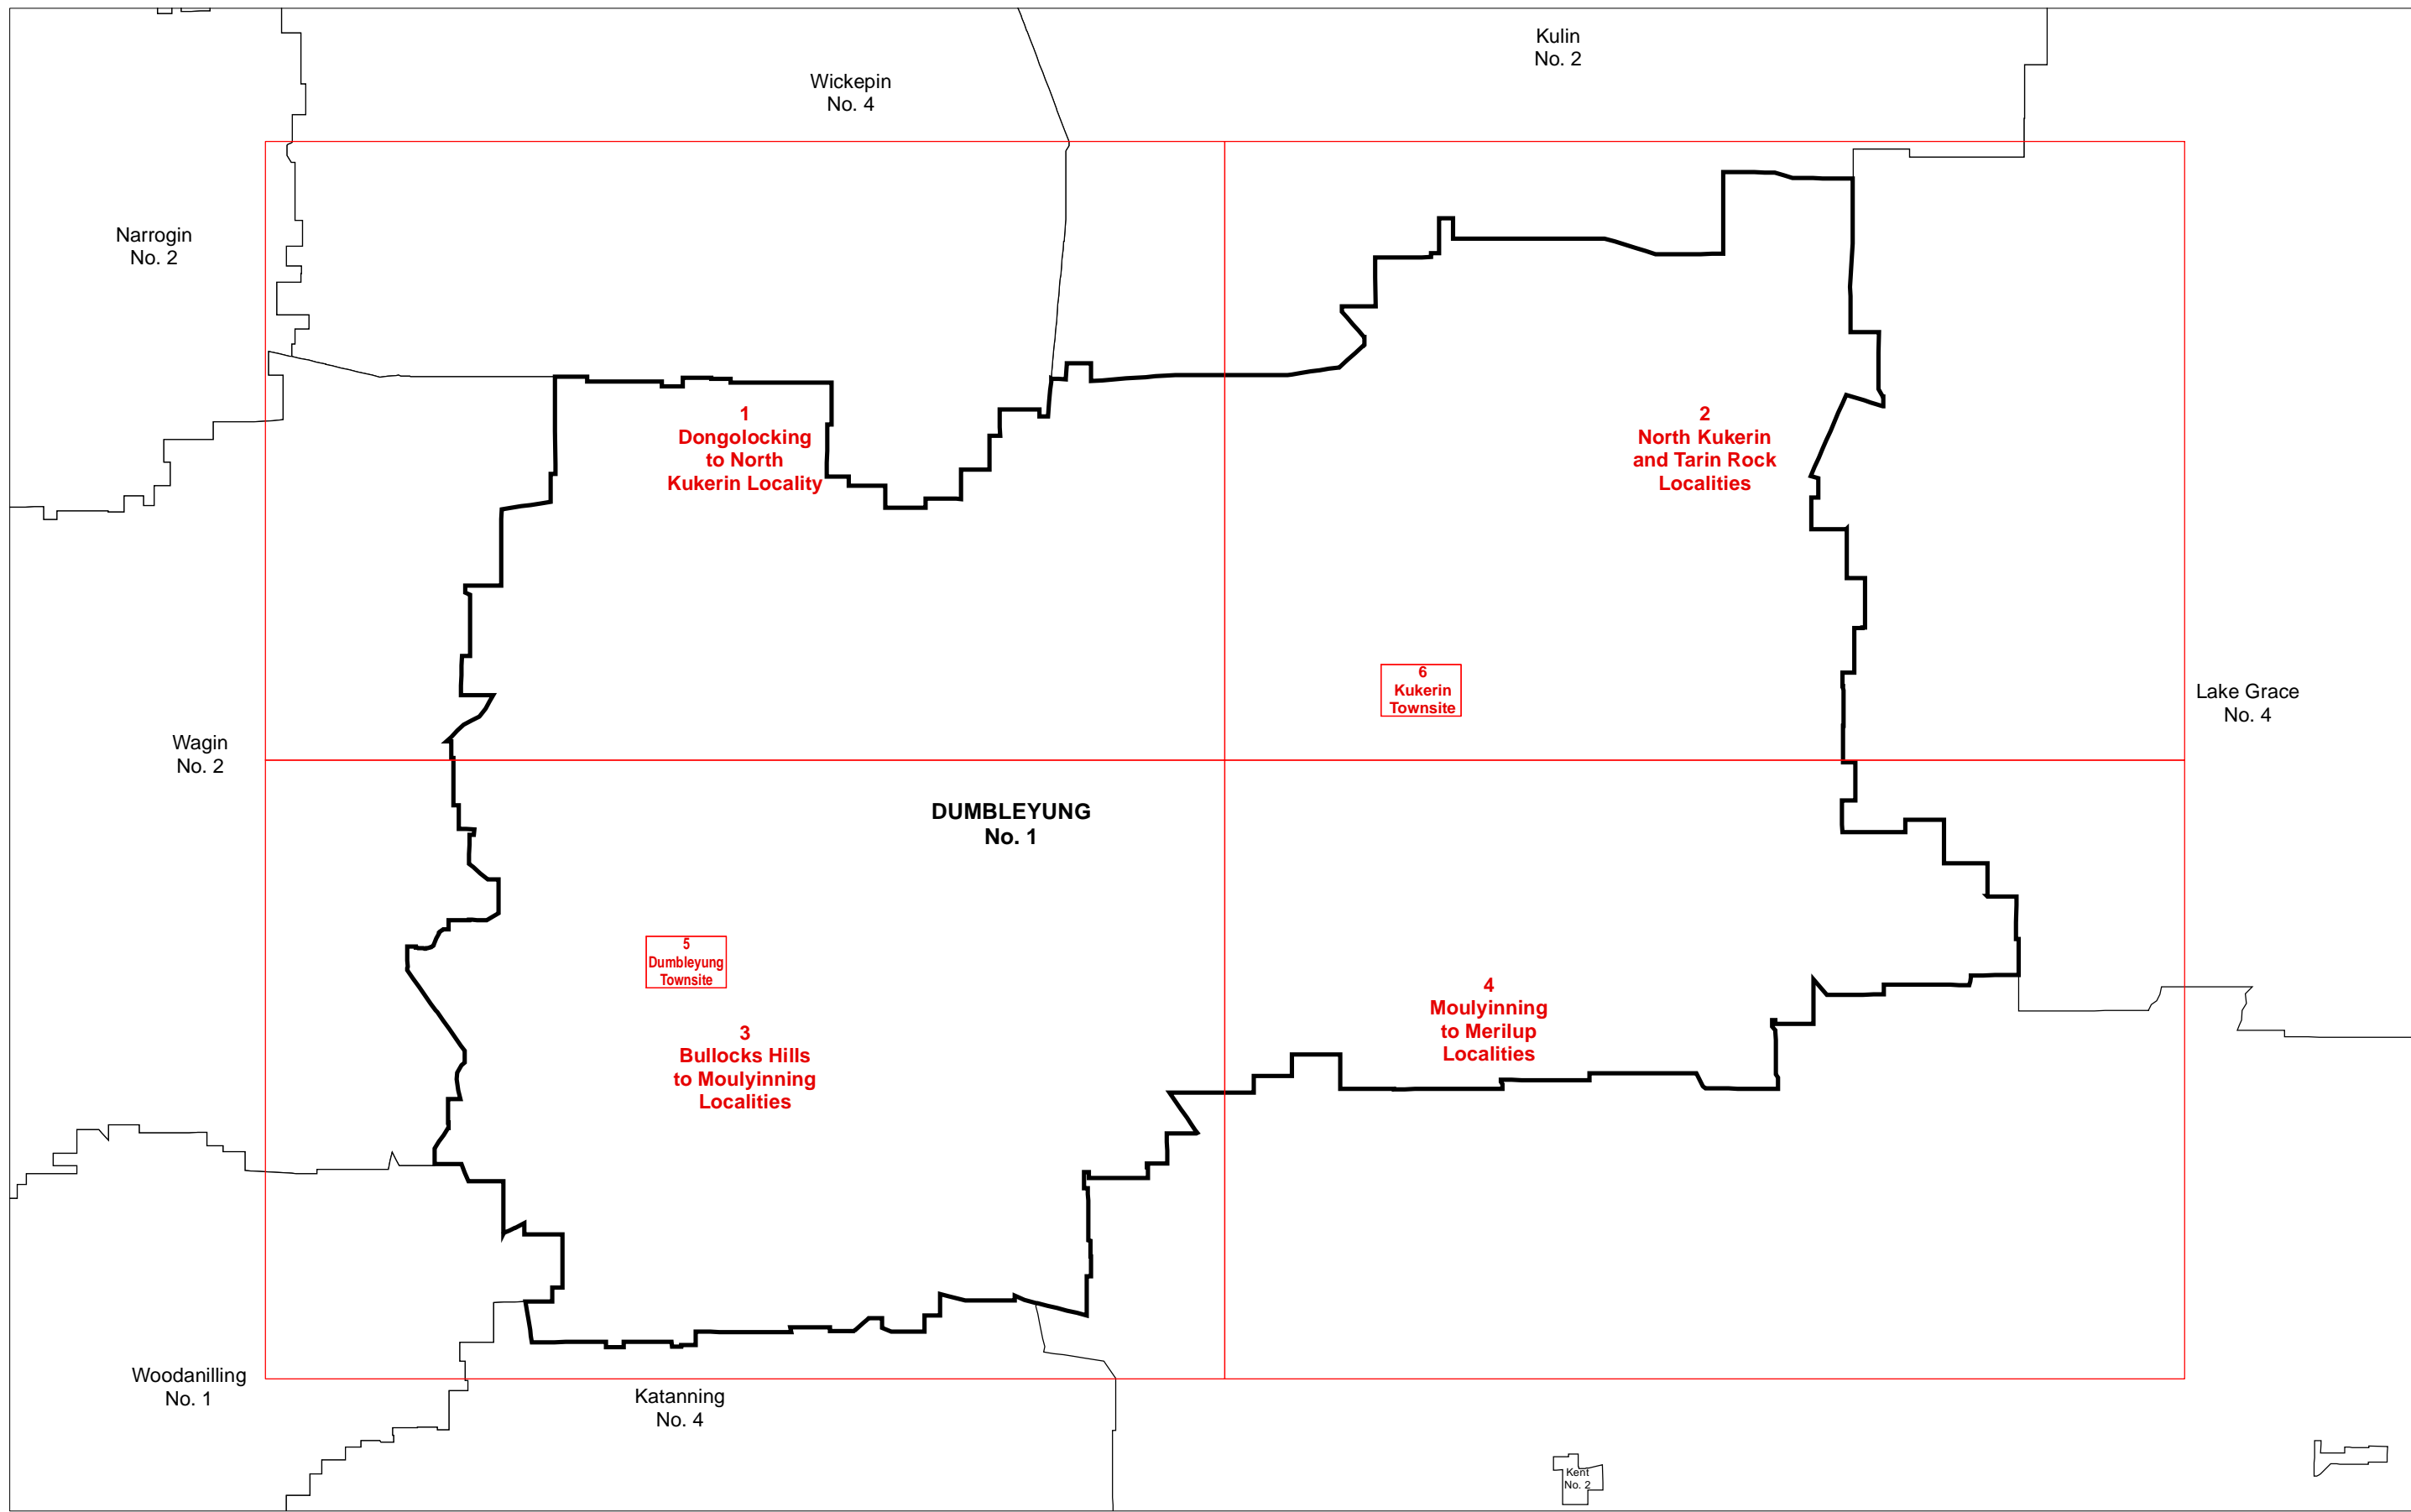 Kulin
No. 2
Wickepin
No. 4
Narrogin
No. 2
1
Dongolocking
to North
Kukerin Locality
2
North Kukerin
and Tarin Rock
Localities
6
Kukerin
Townsite
Lake Grace
No. 4
Wagin
No. 2
DUMBLEYUNG
No. 1
5
Dumbleyung
Townsite
4
Moulyinning
to Merilup
Localities
3
Bullocks Hills
to Moulyinning
Localities
Woodanilling
No. 1
Katanning
No. 4
Kent
No. 2